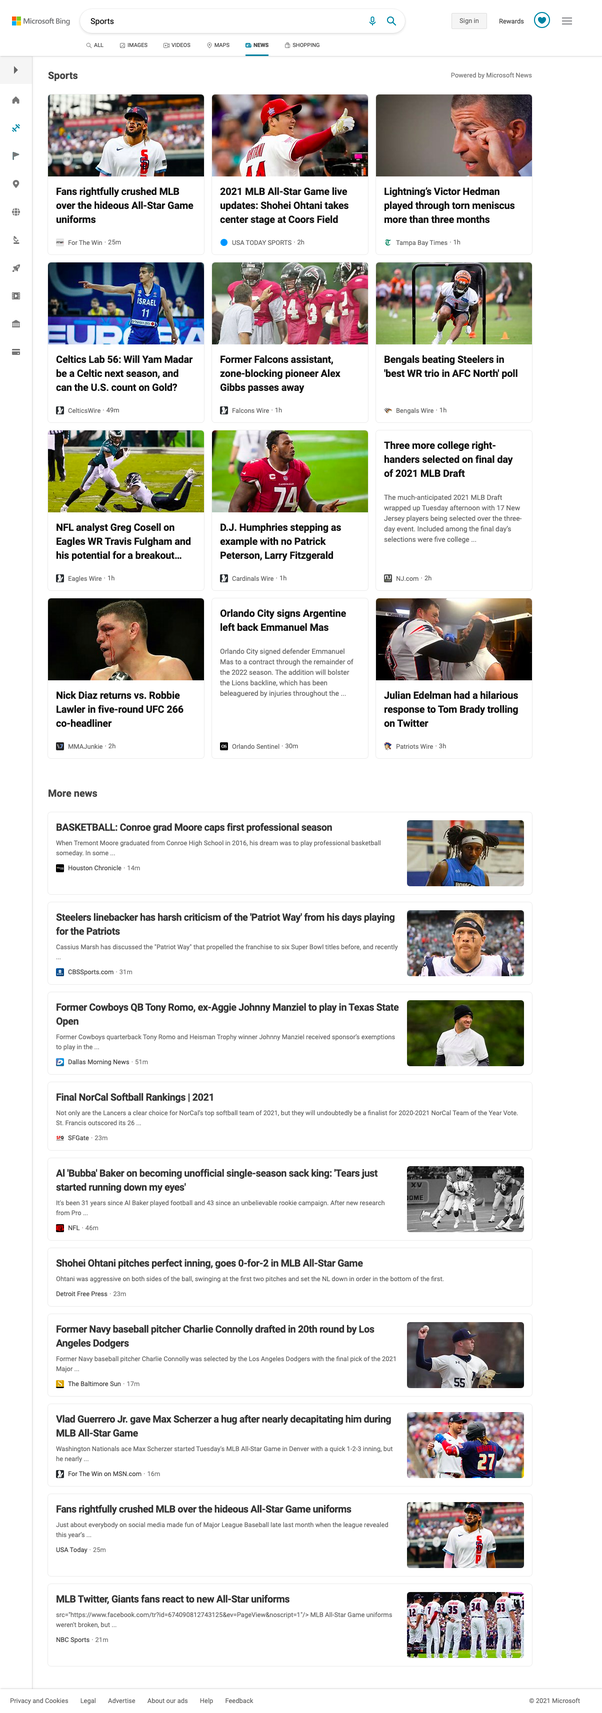 Microsoft Bing
Sports
Sign in
Rewards
ALL
IMAGES
VIDEOS
MAPS
NEWS
SHOPPING
Sports
Powered by Microsoft News
Fans rightfully crushed MLB
over the hideous All-Star Game
uniforms
For The Win · 25m
2021 MLB All-Star Game live
updates: Shohei Ohtani takes
center stage at Coors Field
USA TODAY SPORTS · 2h
Lightning's Victor Hedman
played through torn meniscus
more than three months
Tampa Bay Times · 1h
ISRAEL
11
Celtics Lab 56: Will Yam Madar
be a Celtic next season, and
can the U.S. count on Gold?
CelticsWire · 49m
Former Falcons assistant,
zone-blocking pioneer Alex
Gibbs passes away
Falcons Wire · 1h
Bengals beating Steelers in
'best WR trio in AFC North' poll
Bengals Wire · 1h
NFL analyst Greg Cosell on
Eagles WR Travis Fulgham and
his potential for a breakout...
Eagles Wire · 1h
74
D.J. Humphries stepping as
example with no Patrick
Peterson, Larry Fitzgerald
Cardinals Wire · 1h
Three more college right-
handers selected on final day
of 2021 MLB Draft
The much-anticipated 2021 MLB Draft
wrapped up Tuesday afternoon with 17 New
Jersey players being selected over the three-
day event. Included among the final day's
selections were five college ...
NJ.com · 2h
Nick Diaz returns vs. Robbie
Lawler in five-round UFC 266
co-headliner
MMAJunkie · 2h
Orlando City signs Argentine
left back Emmanuel Mas
Orlando City signed defender Emmanuel
Mas to a contract through the remainder of
the 2022 season. The addition will bolster
the Lions backline, which has been
beleaguered by injuries throughout the ...
Orlando Sentinel · 30m
Julian Edelman had a hilarious
response to Tom Brady trolling
on Twitter
Patriots Wire · 3h
More news
BASKETBALL: Conroe grad Moore caps first professional season
When Tremont Moore graduated from Conroe High School in 2016, his dream was to play professional basketball
someday. In some ...
Houston Chronicle · 14m
Steelers linebacker has harsh criticism of the 'Patriot Way' from his days playing
for the Patriots
Cassius Marsh has discussed the "Patriot Way" that propelled the franchise to six Super Bowl titles before, and recently
...
CBSSports.com · 31m
Former Cowboys QB Tony Romo, ex-Aggie Johnny Manziel to play in Texas State
Open
Former Cowboys quarterback Tony Romo and Heisman Trophy winner Johnny Manziel received sponsor's exemptions
to play in the ...
Dallas Morning News · 51m
Final NorCal Softball Rankings | 2021
Not only are the Lancers a clear choice for NorCal's top softball team of 2021, but they will undoubtedly be a finalist for 2020-2021 NorCal Team of the Year Vote.
St. Francis outscored its 26 ...
SFGate · 23m
Al 'Bubba' Baker on becoming unofficial single-season sack king: 'Tears just
started running down my eyes'
It's been 31 years since Al Baker played football and 43 since an unbelievable rookie campaign. After new research
from Pro ...
NFL · 46m
Shohei Ohtani pitches perfect inning, goes 0-for-2 in MLB All-Star Game
Ohtani was aggressive on both sides of the ball, swinging at the first two pitches and set the NL down in order in the bottom of the first.
Detroit Free Press · 23m
Former Navy baseball pitcher Charlie Connolly drafted in 20th round by Los
Angeles Dodgers
Former Navy baseball pitcher Charlie Connolly was selected by the Los Angeles Dodgers with the final pick of the 2021
Major ...
The Baltimore Sun · 17m
55
Vlad Guerrero Jr. gave Max Scherzer a hug after nearly decapitating him during
MLB All-Star Game
Washington Nationals ace Max Scherzer started Tuesday's MLB All-Star Game in Denver with a quick 1-2-3 inning, but
he nearly ...
For The Win on MSN.com · 16m
27
Fans rightfully crushed MLB over the hideous All-Star Game uniforms
Just about everybody on social media made fun of Major League Baseball late last month when the league revealed
this year's ...
USA Today · 25m
MLB Twitter, Giants fans react to new All-Star uniforms
src="https://www.facebook.com/tr?id=674090812743125&ev=PageView&noscript=1"/> MLB All-Star Game uniforms
weren't broken, but ...
NBC Sports · 21m
12 7 35 34 33
Privacy and Cookies
Legal
Advertise
About our ads
Help
Feedback
© 2021 Microsoft